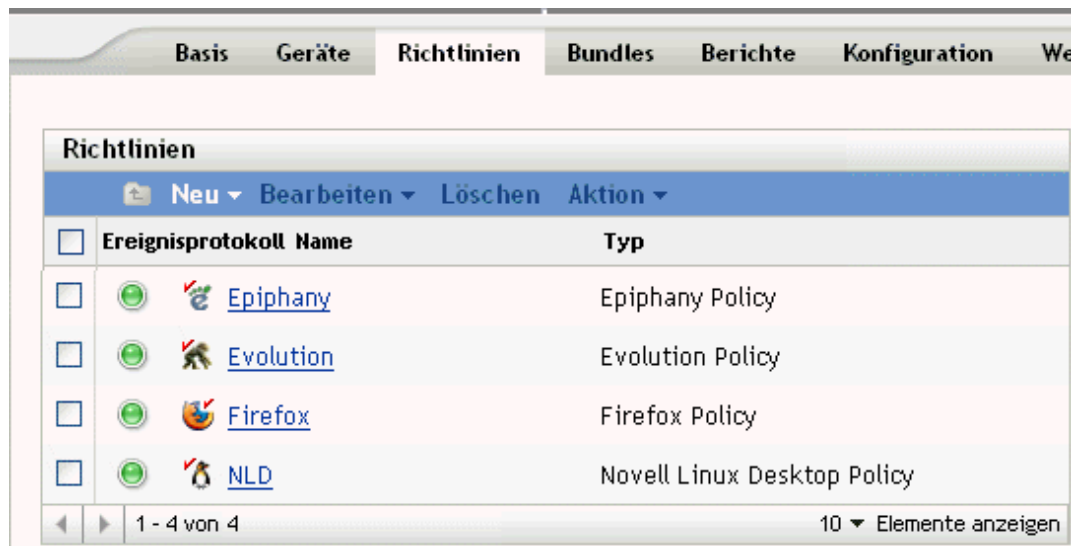 Basis Geräte Richtlinien Bundles Berichte Konfiguration We
Richtlinien
Neu Bearbeiten Löschen Aktion
Ereignisprotokoll Name Typ
Epiphany Epiphany Policy
Evolution Evolution Policy
Firefox Firefox Policy
NLD Novell Linux Desktop Policy
1 - 4 von 4 10 Elemente anzeigen